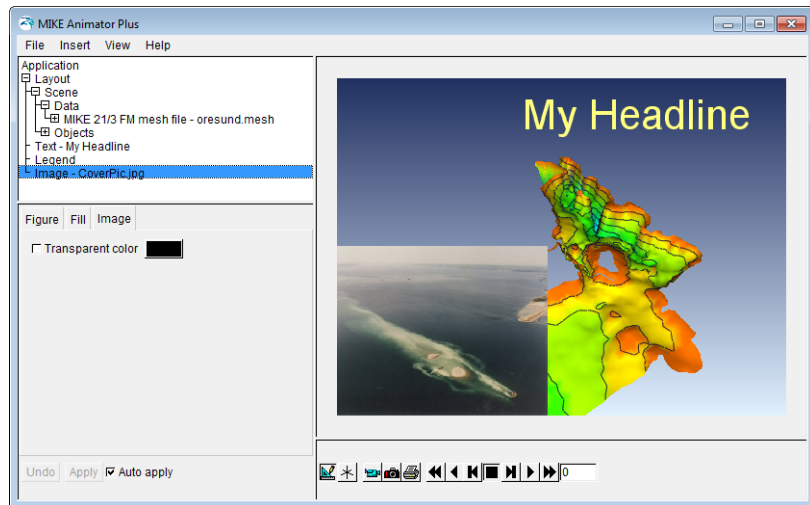 MIKE Animator Plus
File Insert View Help
Application
Layout
Scene
Data
MIKE 21/3 FM mesh file - oresund.mesh
Objects
Text - My Headline
Legend
Image - CoverPic.jpg
Figure Fill Image
Transparent color
Undo Apply Auto apply
My Headline
0